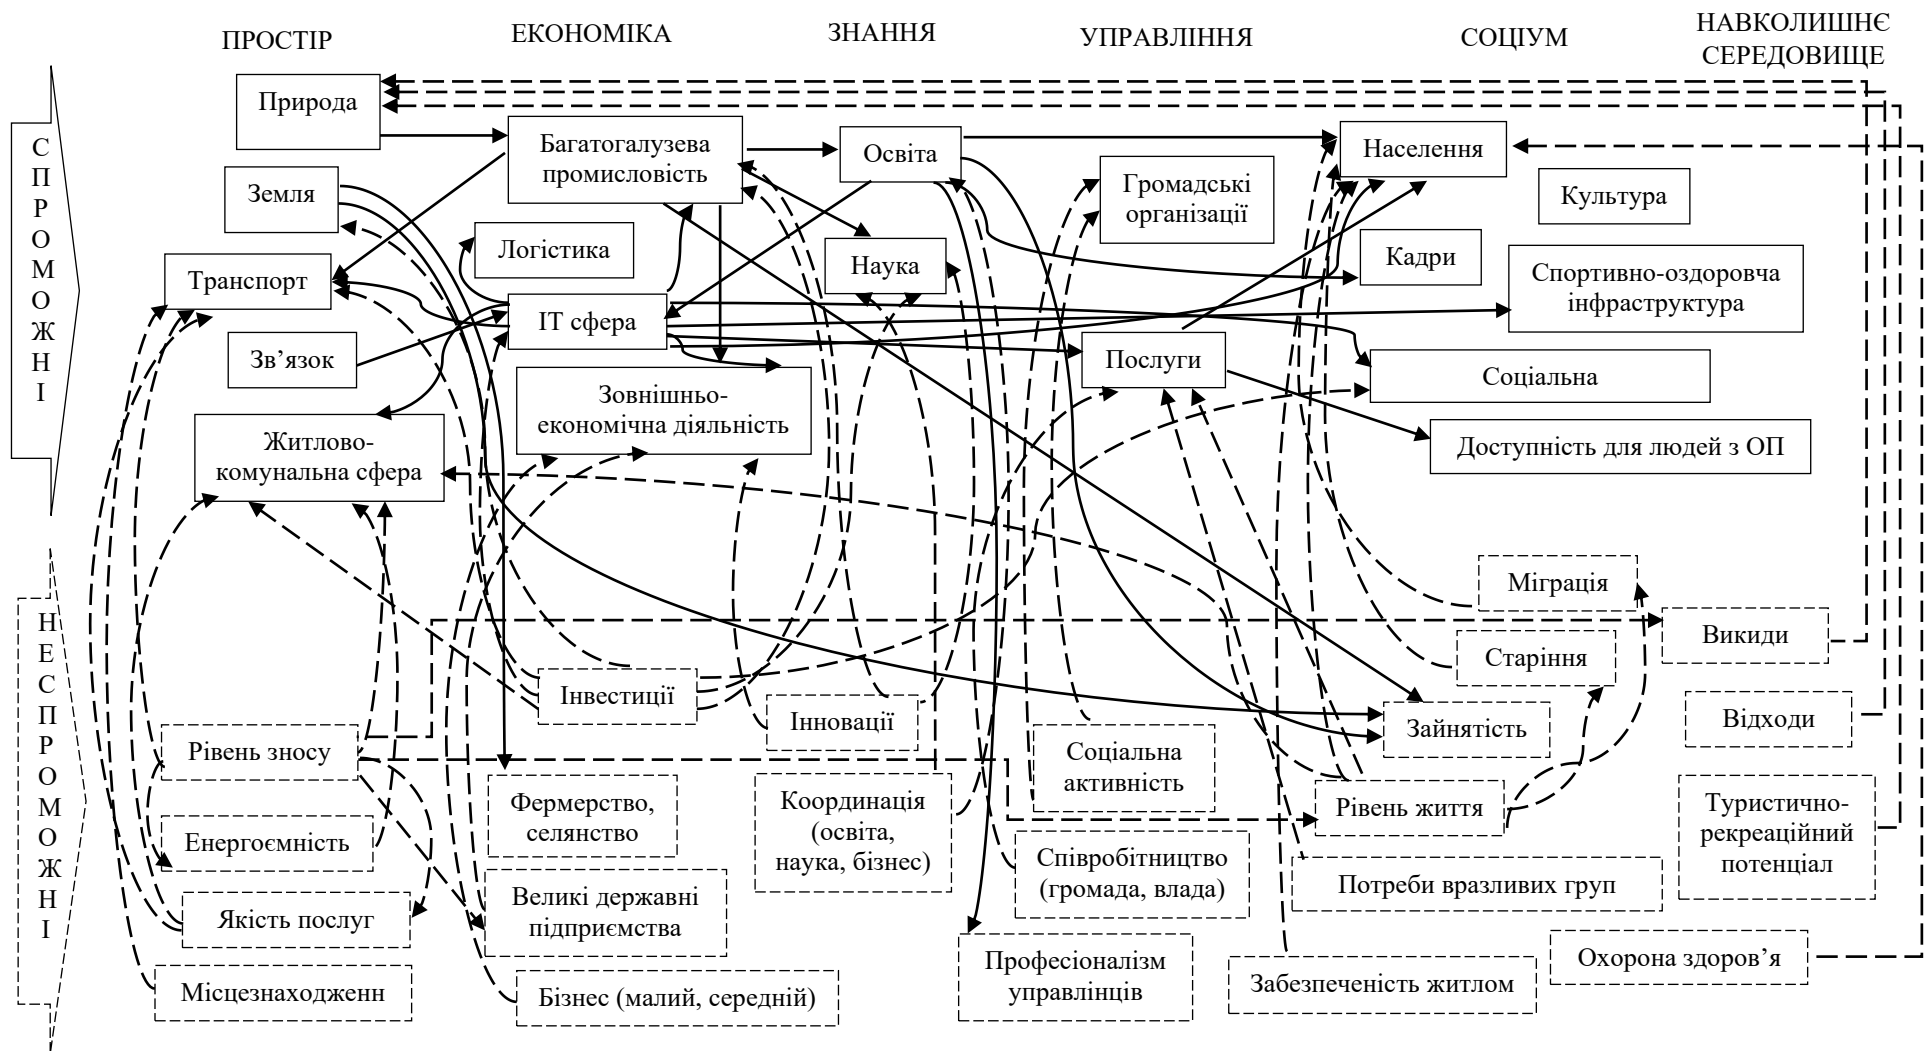 ПРОСТІР
ЕКОНОМІКА
ЗНАННЯ
УПРАВЛІННЯ
СОЦІУМ
НАВКОЛИШНЄ
СЕРЕДОВИЩЕ
СПРОМОЖНІ
Природа
Багатогалузева
промисловість
Освіта
Населення
Громадські
організації
Земля
Культура
Логістика
Наука
Кадри
Транспорт
Спортивно-оздоровча
інфраструктура
ІТ сфера
Зв’язок
Послуги
Соціальна
Зовнішньо-
економічна діяльність
Житлово-
комунальна сфера
Доступність для людей з ОП
НЕСПРОМОЖНІ
Міграція
Викиди
Старіння
Інвестиції
Інновації
Зайнятість
Відходи
Рівень зносу
Соціальна
активність
Фермерство,
селянство
Координація
(освіта,
наука, бізнес)
Рівень життя
Туристично-
рекреаційний
потенціал
Енергоємність
Співробітництво
(громада, влада)
Потреби вразливих груп
Якість послуг
Великі державні
підприємства
Професіоналізм
управлінців
Охорона здоров’я
Місцезнаходженн
Бізнес (малий, середній)
Забезпеченість житлом